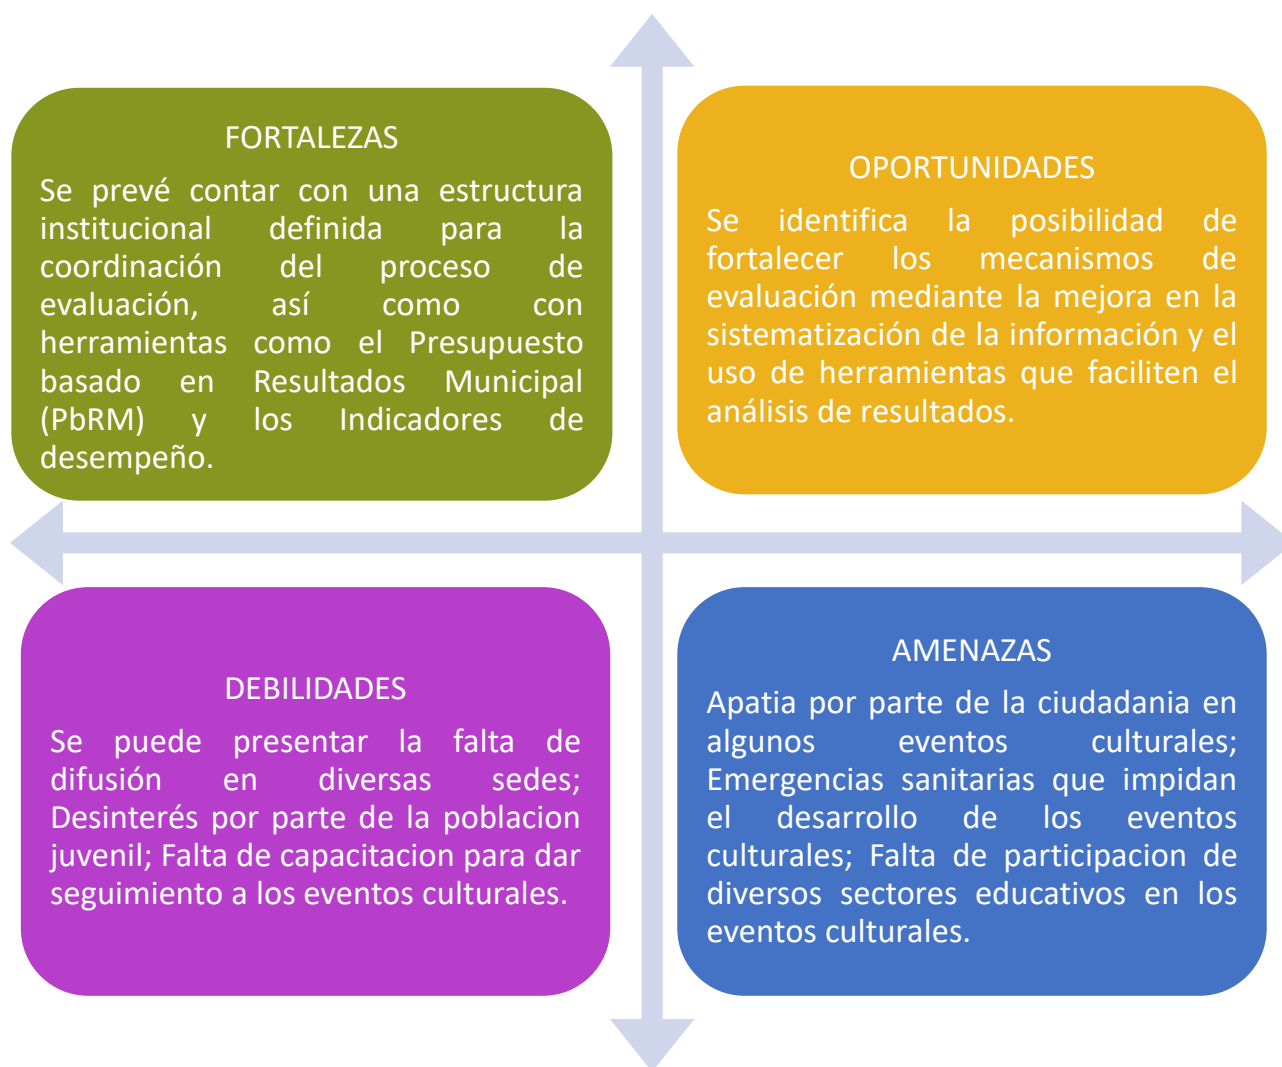 FORTALEZAS
Se prevé contar con una estructura
institucional definida para la
coordinación del proceso de
evaluación, así como con
herramientas como el Presupuesto
basado en Resultados Municipal
(PbRM) y los Indicadores de
desempeño.
OPORTUNIDADES
Se identifica la posibilidad de
fortalecer los mecanismos de
evaluación mediante la mejora en la
sistematización de la información y el
uso de herramientas que faciliten el
análisis de resultados.
DEBILIDADES
Se puede presentar la falta de
difusión en diversas sedes;
Desinterés por parte de la poblacion
juvenil; Falta de capacitacion para dar
seguimiento a los eventos culturales.
AMENAZAS
Apatia por parte de la ciudadania en
algunos eventos culturales;
Emergencias sanitarias que impidan
el desarrollo de los eventos
culturales; Falta de participacion de
diversos sectores educativos en los
eventos culturales.